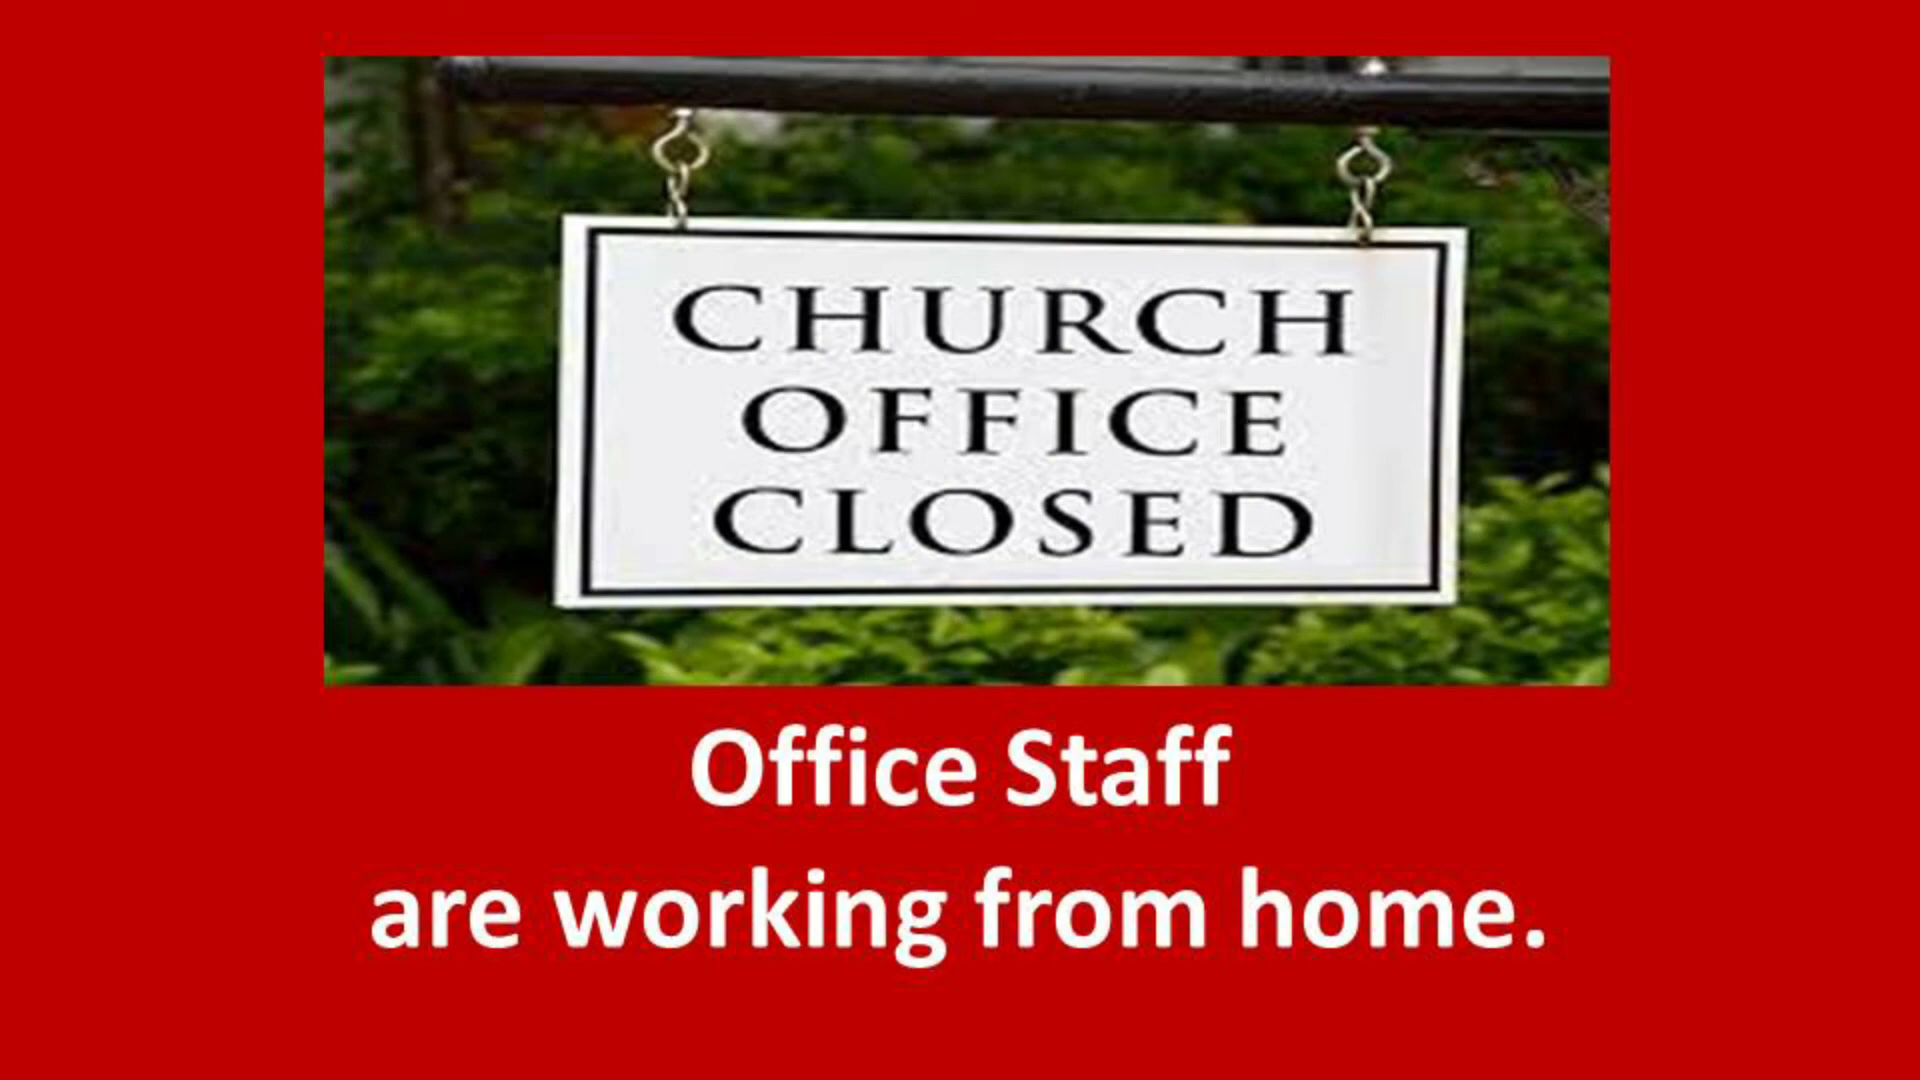 CHURCH
OFFICE
CLOSED
Office Staff
are working from home.